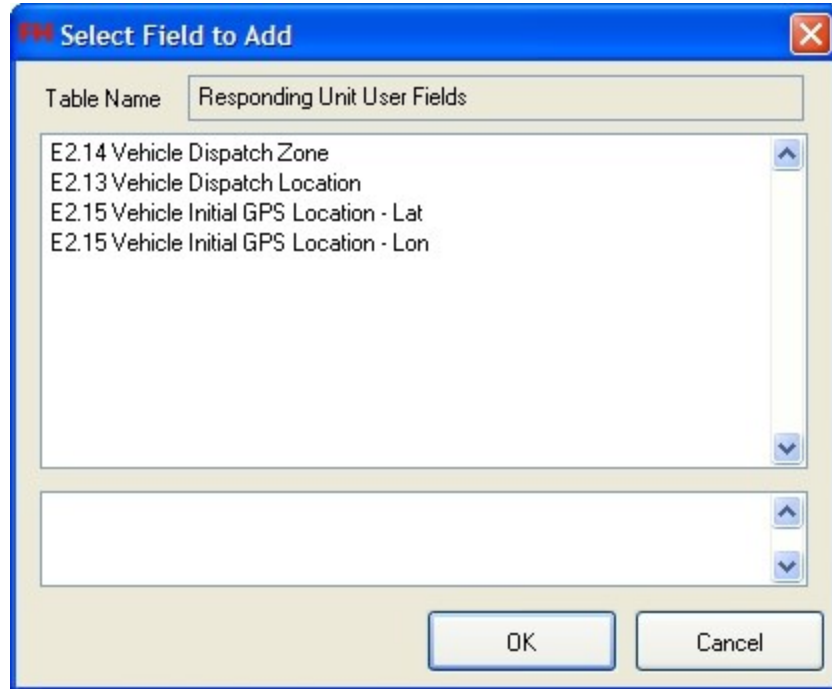 FH Select Field to Add
Table Name Responding Unit User Fields
E2.14 Vehicle Dispatch Zone
E2.13 Vehicle Dispatch Location
E2.15 Vehicle Initial GPS Location - Lat
E2.15 Vehicle Initial GPS Location - Lon
OK Cancel